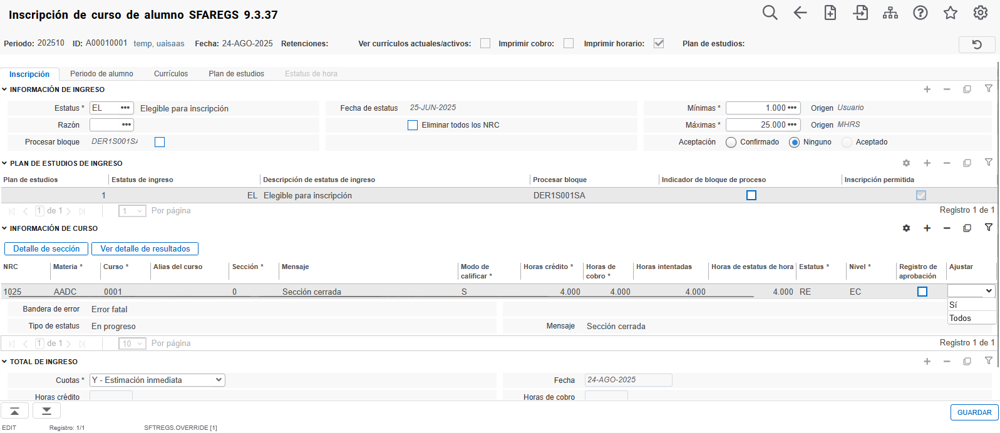 Inscripción de curso de alumno SFAREGS 9.3.37
Periodo: 202510 ID: A00010001 temp, uaisaas Fecha: 24-AGO-2025 Retenciones: Ver currículos actuales/activos: Imprimir cobro: Imprimir horario: Plan de estudios:
Inscripción Periodo de alumno Currículos Plan de estudios Estatus de hora
INFORMACIÓN DE INGRESO
Estatus * EL ••• Elegible para inscripción Fecha de estatus 25-JUN-2025 Mínimas * 1.000 ••• Origen Usuario
Razón ••• Eliminar todos los NRC Máximas * 25.000 ••• Origen MHRS
Procesar bloque DER1S001SA Aceptación Confirmado Ninguno Aceptado
PLAN DE ESTUDIOS DE INGRESO
Plan de estudios Estatus de ingreso Descripción de estatus de ingreso Procesar bloque Indicador de bloque de proceso Inscripción permitida
1 EL Elegible para inscripción DER1S001SA
1 de 1 1 Por página Registro 1 de 1
INFORMACIÓN DE CURSO
Detalle de sección Ver detalle de resultados
NRC Materia * Curso * Alias del curso Sección * Mensaje Modo de calificar * Horas crédito * Horas de cobro * Horas intentadas Horas de estatus de hora Estatus * Nivel * Registro de aprobación Ajustar
1025 AADC 0001 0 Sección cerrada S 4.000 4.000 4.000 4.000 RE EC
Sí
Todos
Bandera de error Error fatal
Tipo de estatus En progreso Mensaje Sección cerrada
1 de 1 10 Por página Registro 1 de 1
TOTAL DE INGRESO
Cuotas * Y - Estimación inmediata Fecha 24-AGO-2025
Horas crédito Horas de cobro
GUARDAR
EDIT Registro: 1/1 SFTREGS.OVERRIDE [1]